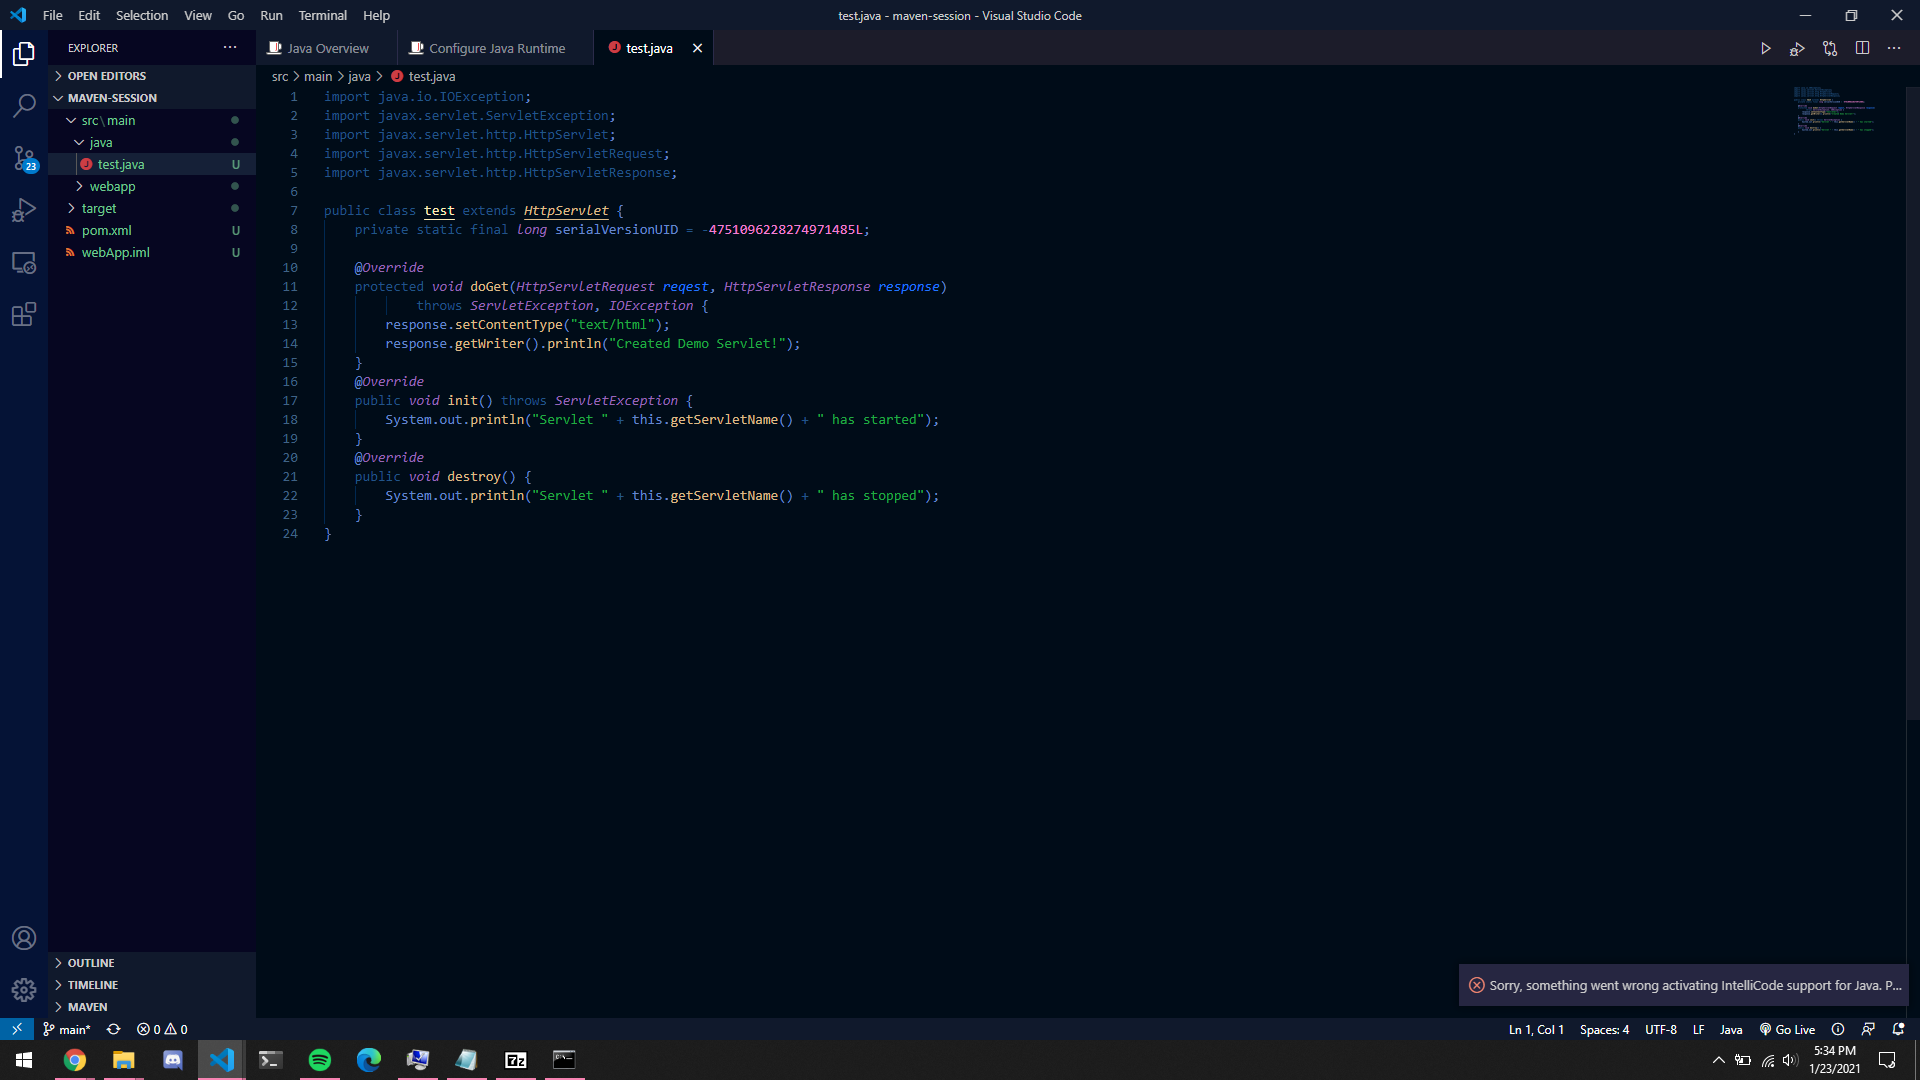 File Edit Selection View Go Run Terminal Help
test.java - maven-session - Visual Studio Code
EXPLORER
Java Overview
Configure Java Runtime
test.java
OPEN EDITORS
MAVEN-SESSION
src\main
java
test.java U
webapp
target
pom.xml U
webApp.iml U
23
src > main > java > test.java
1 import java.io.IOException;
2 import javax.servlet.ServletException;
3 import javax.servlet.http.HttpServlet;
4 import javax.servlet.http.HttpServletRequest;
5 import javax.servlet.http.HttpServletResponse;
6
7 public class test extends HttpServlet {
8     private static final long serialVersionUID = -4751096228274971485L;
9
10     @Override
11     protected void doGet(HttpServletRequest reqest, HttpServletResponse response)
12             throws ServletException, IOException {
13         response.setContentType("text/html");
14         response.getWriter().println("Created Demo Servlet!");
15     }
16     @Override
17     public void init() throws ServletException {
18         System.out.println("Servlet " + this.getServletName() + " has started");
19     }
20     @Override
21     public void destroy() {
22         System.out.println("Servlet " + this.getServletName() + " has stopped");
23     }
24 }
OUTLINE
TIMELINE
MAVEN
Sorry, something went wrong activating IntelliCode support for Java. P...
main* 0 0
Ln 1, Col 1 Spaces: 4 UTF-8 LF Java Go Live
7z
5:34 PM
1/23/2021